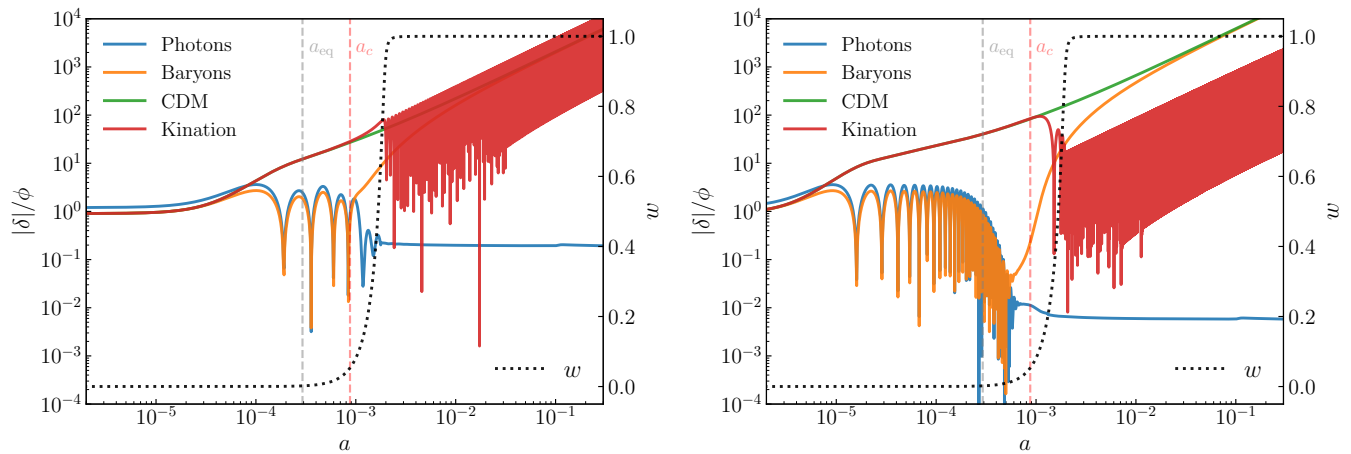 10^4
10^3
10^2
10^1
10^0
10^{-1}
10^{-2}
10^{-3}
10^{-4}
|δ|/ϕ
Photons
Baryons
CDM
Kination
a_eq
a_c
w
1.0
0.8
0.6
0.4
0.2
0.0
w
10^{-5}
10^{-4}
10^{-3}
10^{-2}
10^{-1}
a
10^4
10^3
10^2
10^1
10^0
10^{-1}
10^{-2}
10^{-3}
10^{-4}
|δ|/ϕ
Photons
Baryons
CDM
Kination
a_eq
a_c
w
1.0
0.8
0.6
0.4
0.2
0.0
w
10^{-5}
10^{-4}
10^{-3}
10^{-2}
10^{-1}
a